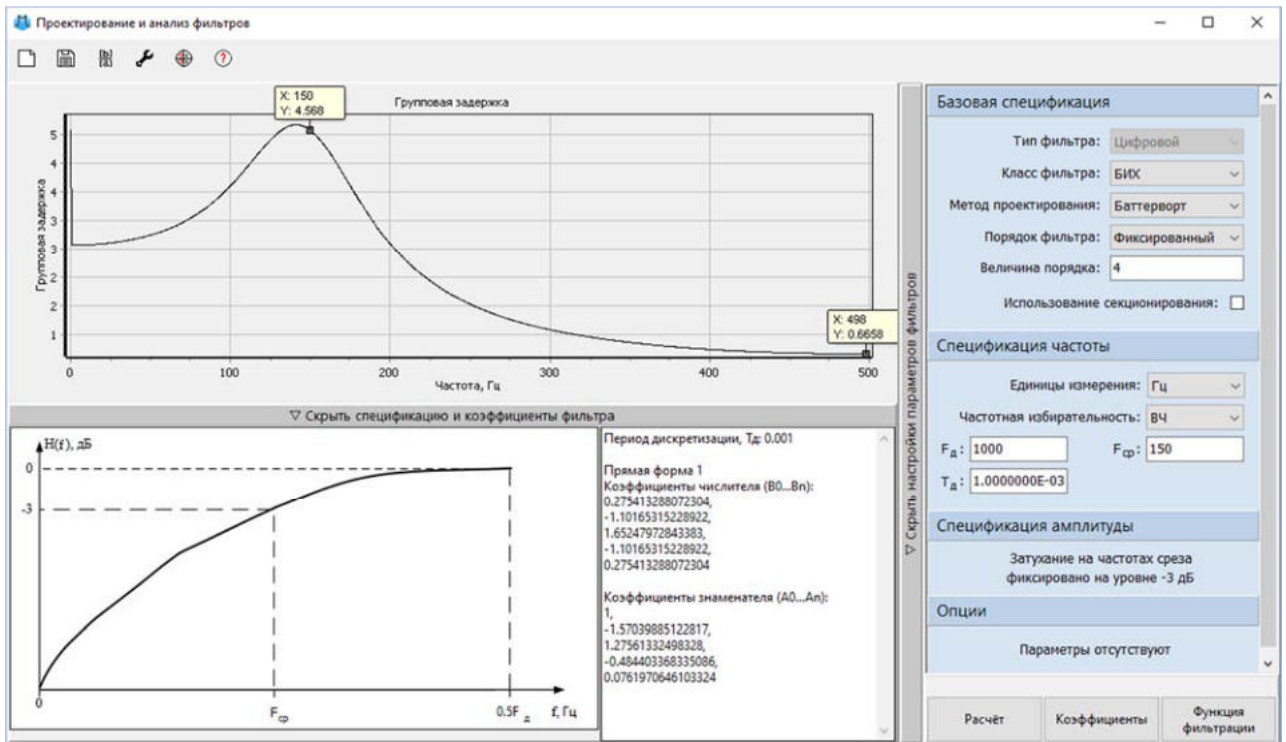 Проектирование и анализ фильтров
X: 150
Y: 4.568
Групповая задержка
Групповая задержка
5
4
4
3
3
2
2
1
X: 498
Y: 0.6658
0
100
200
300
400
500
Частота, Гц
▽ Скрыть спецификацию и коэффициенты фильтра
▽ Скрыть настройки параметров фильтров
H(f), дБ
0
-3
0
F ср
0.5F д
f, Гц
Период дискретизации, Тд: 0.001
Прямая форма 1
Коэффициенты числителя (B0...Bn):
0.275413288072304,
-1.10165315228922,
1.65247972843383,
-1.10165315228922,
0.275413288072304
Коэффициенты знаменателя (A0...An):
1,
-1.57039885122817,
1.27561332498328,
-0.484403368335086,
0.0761970646103324
Базовая спецификация
Тип фильтра: Цифровой
Класс фильтра: БИХ
Метод проектирования: Баттерворт
Порядок фильтра: Фиксированный
Величина порядка: 4
Использование секционирования:
Спецификация частоты
Единицы измерения: Гц
Частотная избирательность: ВЧ
Fд: 1000 Fср: 150
Tд: 1.0000000E-03
Спецификация амплитуды
Затухание на частотах среза
фиксировано на уровне -3 дБ
Опции
Параметры отсутствуют
Расчёт
Коэффициенты
Функция
фильтрации